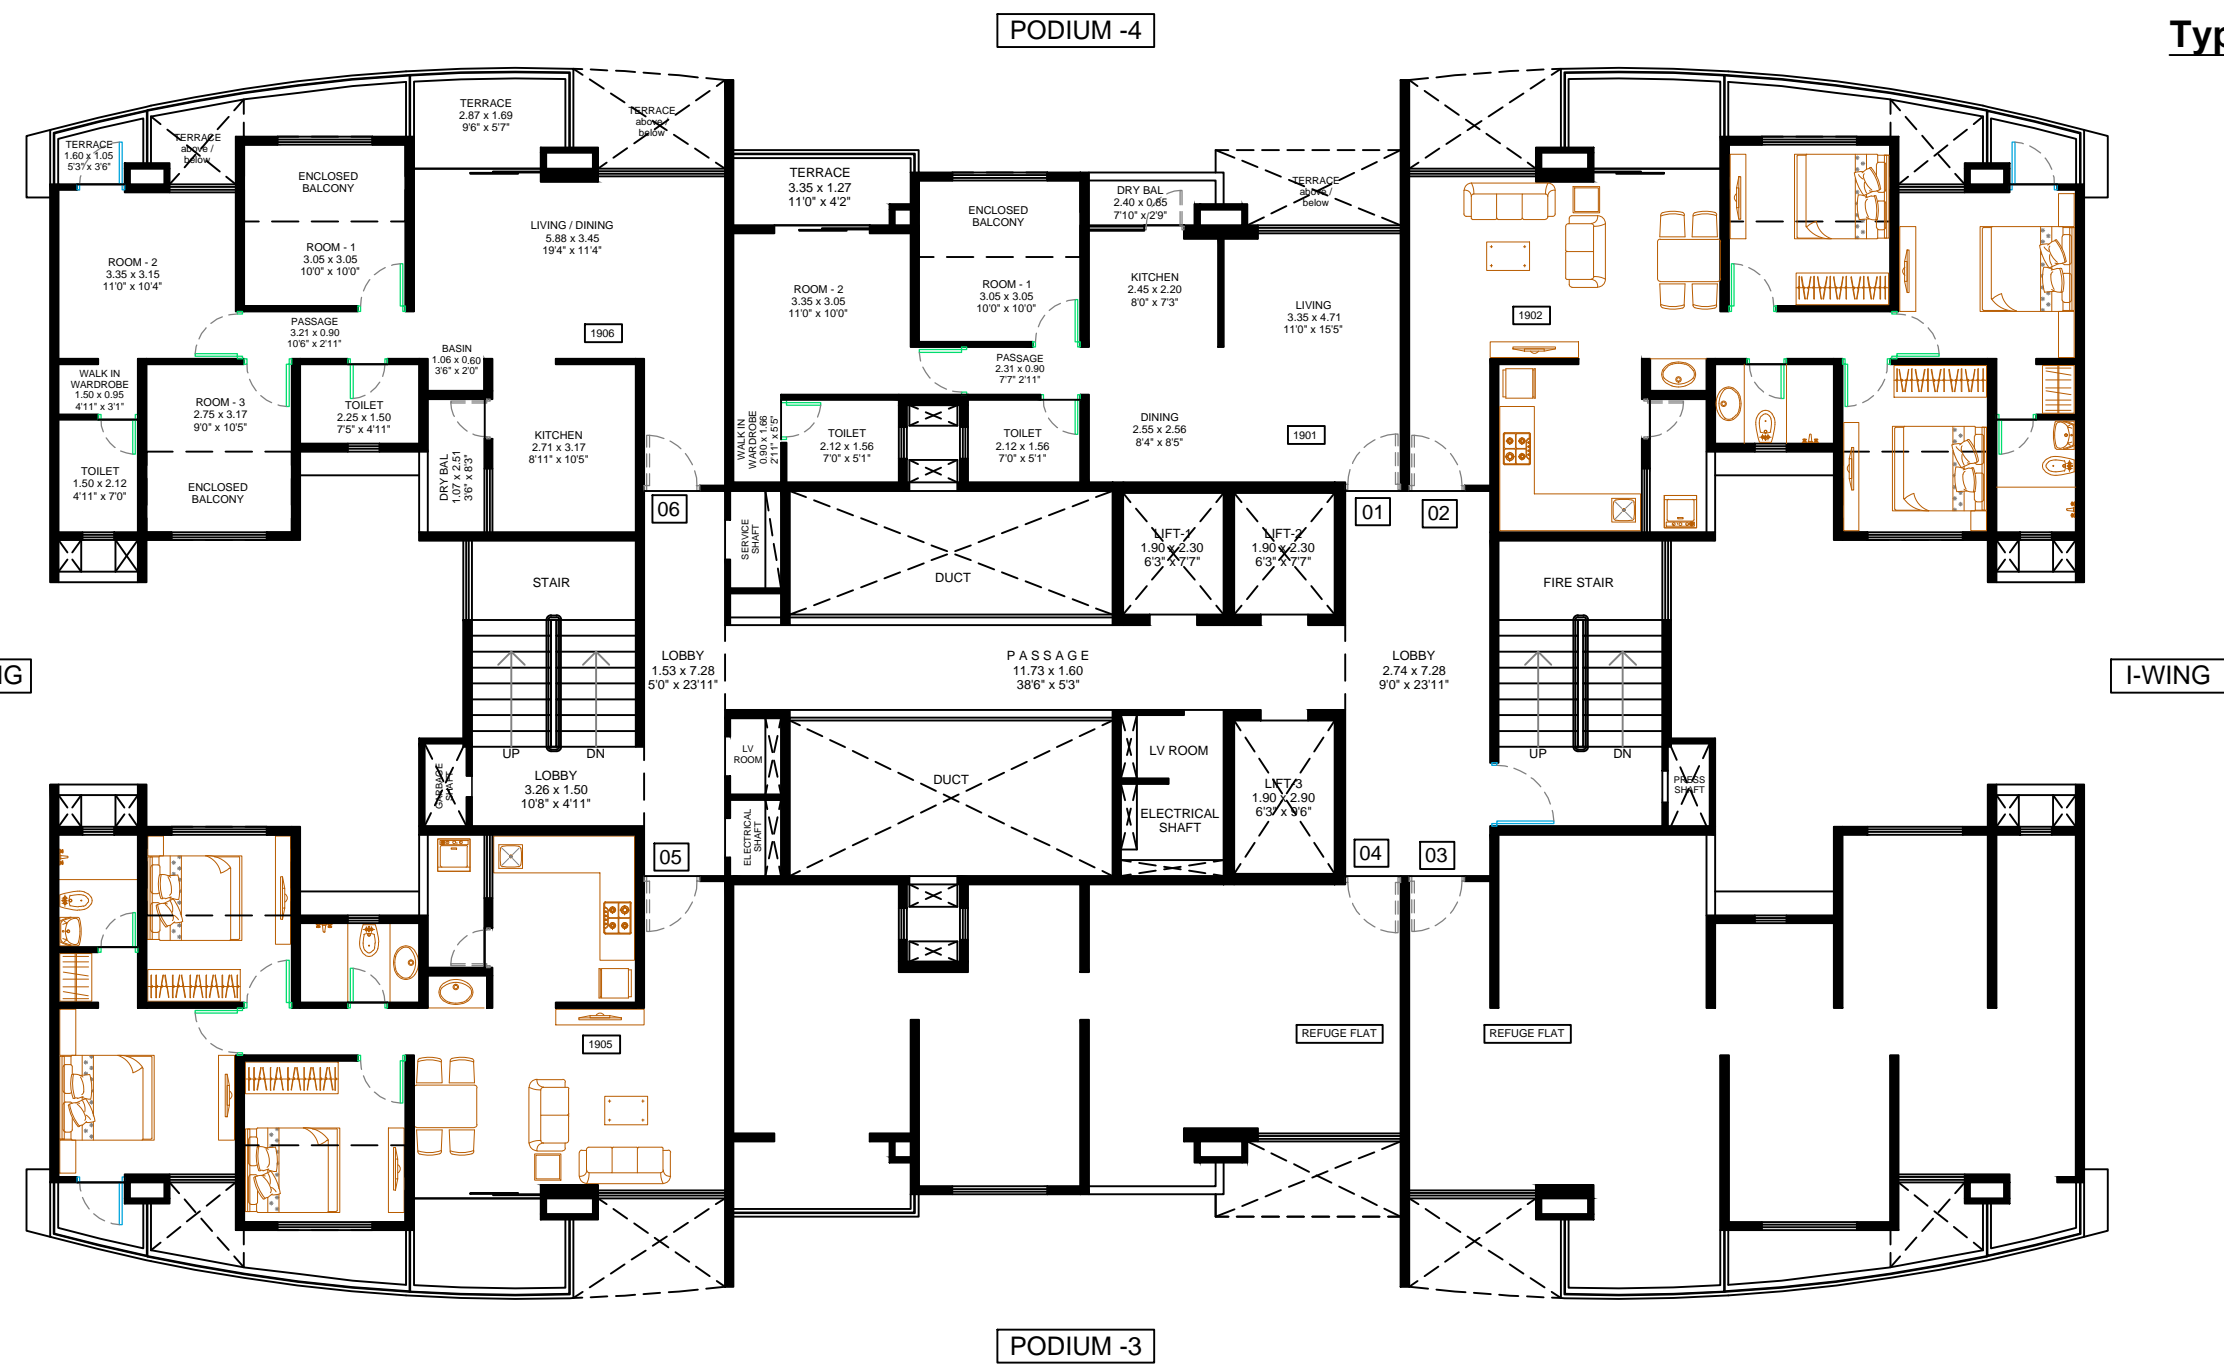 PODIUM -4
Typ
TERRACE
1.60 x 1.05
5'3" x 3'6"
TERRACE
above /
below
ENCLOSED
BALCONY
ROOM - 1
3.05 x 3.05
10'0" x 10'0"
TERRACE
2.87 x 1.69
9'6" x 5'7"
TERRACE
above /
below
ROOM - 2
3.35 x 3.15
11'0" x 10'4"
LIVING / DINING
5.88 x 3.45
19'4" x 11'4"
PASSAGE
3.21 x 0.90
10'6" x 2'11"
1906
BASIN
1.06 x 0.60
3'6" x 2'0"
WALK IN
WARDROBE
1.50 x 0.95
4'11" x 3'1"
ROOM - 3
2.75 x 3.17
9'0" x 10'5"
ENCLOSED
BALCONY
TOILET
2.25 x 1.50
7'5" x 4'11"
TOILET
1.50 x 2.12
4'11" x 7'0"
DRY BAL
1.07 x 2.51
3'6" x 8'3"
KITCHEN
2.71 x 3.17
8'11" x 10'5"
TERRACE
3.35 x 1.27
11'0" x 4'2"
ENCLOSED
BALCONY
ROOM - 1
3.05 x 3.05
10'0" x 10'0"
DRY BAL
2.40 x 0.85
7'10" x 2'9"
TERRACE
above /
below
ROOM - 2
3.35 x 3.05
11'0" x 10'0"
KITCHEN
2.45 x 2.20
8'0" x 7'3"
LIVING
3.35 x 4.71
11'0" x 15'5"
PASSAGE
2.31 x 0.90
7'7" 2'11"
WALK IN
WARDROBE
0.90 x 1.66
2'11" x 5'5"
TOILET
2.12 x 1.56
7'0" x 5'1"
TOILET
2.12 x 1.56
7'0" x 5'1"
DINING
2.55 x 2.56
8'4" x 8'5"
1901
1902
06
01
02
SERVICE
SHAFT
DUCT
LIFT-1
1.90 x 2.30
6'3" x 7'7"
LIFT-2
1.90 x 2.30
6'3" x 7'7"
STAIR
FIRE STAIR
IG
LOBBY
1.53 x 7.28
5'0" x 23'11"
PASSAGE
11.73 x 1.60
38'6" x 5'3"
LOBBY
2.74 x 7.28
9'0" x 23'11"
I-WING
UP
DN
UP
DN
GARBAGE
SHAFT
LOBBY
3.26 x 1.50
10'8" x 4'11"
LV
ROOM
ELECTRICAL
SHAFT
DUCT
LV ROOM
ELECTRICAL
SHAFT
LIFT-3
1.90 x 2.90
6'3" x 9'6"
PRESS
SHAFT
05
04
03
1905
REFUGE FLAT
REFUGE FLAT
PODIUM -3